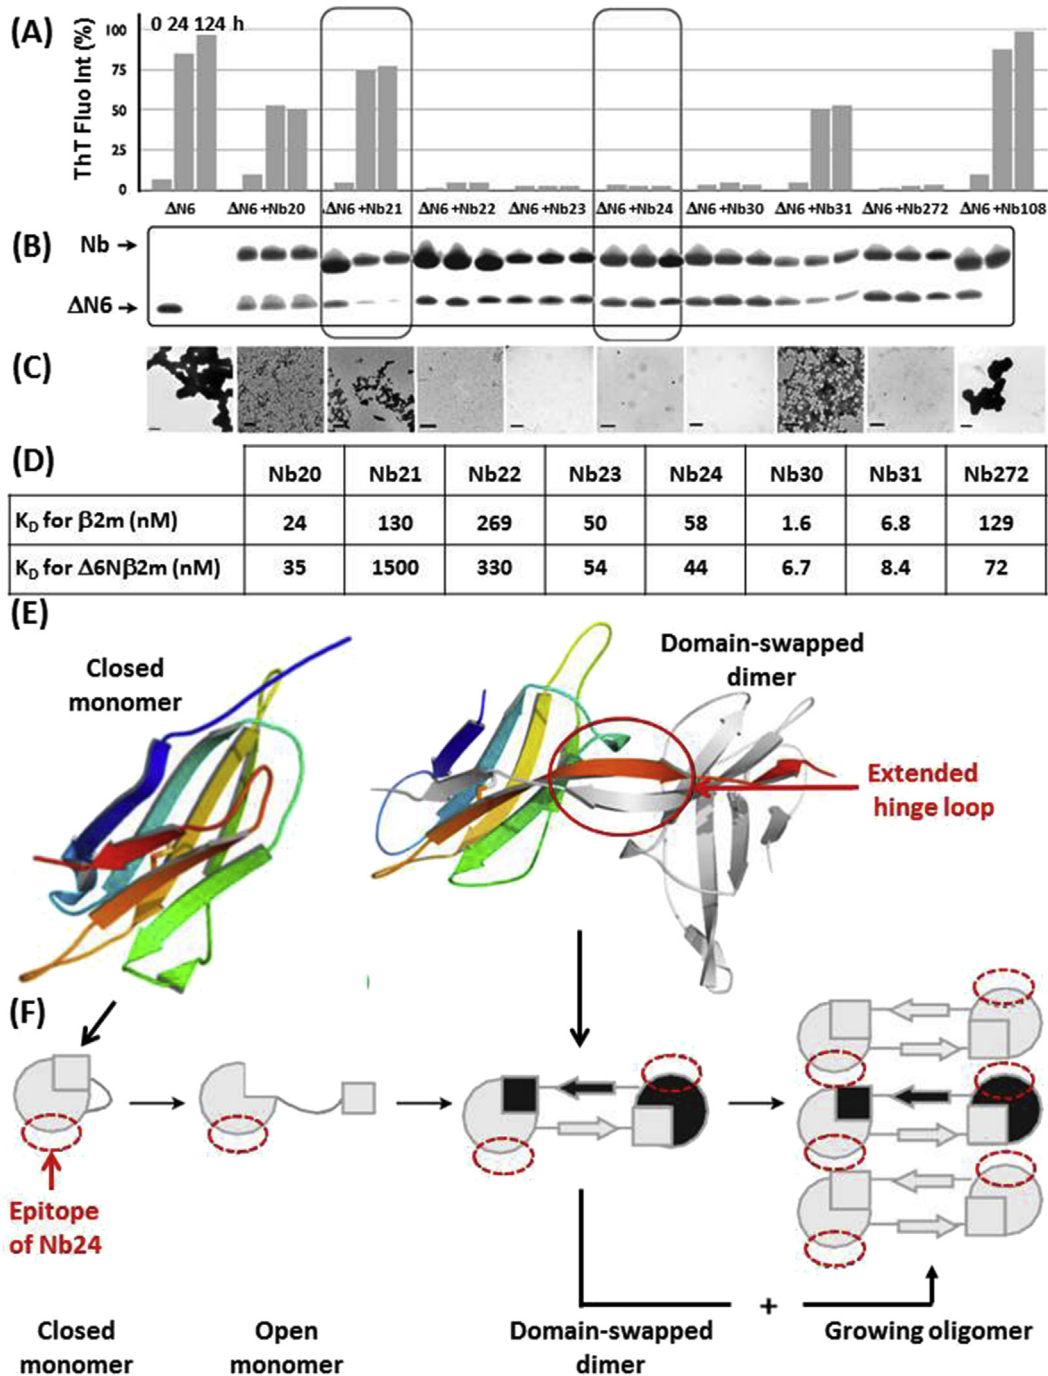 (A)
ThT Fluo Int (%)
100
75
50
25
0
0 24 124 h
ΔN6
ΔN6 +Nb20
ΔN6 +Nb21
ΔN6 +Nb22
ΔN6 +Nb23
ΔN6 +Nb24
ΔN6 +Nb30
ΔN6 +Nb31
ΔN6 +Nb272
ΔN6 +Nb108
(B)
Nb
ΔN6
(C)
(D)
Nb20 Nb21 Nb22 Nb23 Nb24 Nb30 Nb31 Nb272
K_D for β2m (nM) 24 130 269 50 58 1.6 6.8 129
K_D for Δ6Nβ2m (nM) 35 1500 330 54 44 6.7 8.4 72
(E)
Closed
monomer
Domain-swapped
dimer
Extended
hinge loop
(F)
Epitope
of Nb24
+
Closed
monomer
Open
monomer
Domain-swapped
dimer
Growing oligomer